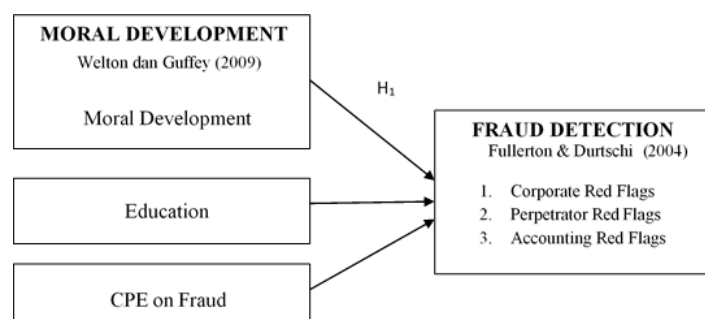 MORAL DEVELOPMENT
Welton dan Guffey (2009)
Moral Development
H₁
FRAUD DETECTION
Fullerton & Durtschi (2004)
1. Corporate Red Flags
2. Perpetrator Red Flags
3. Accounting Red Flags
Education
CPE on Fraud